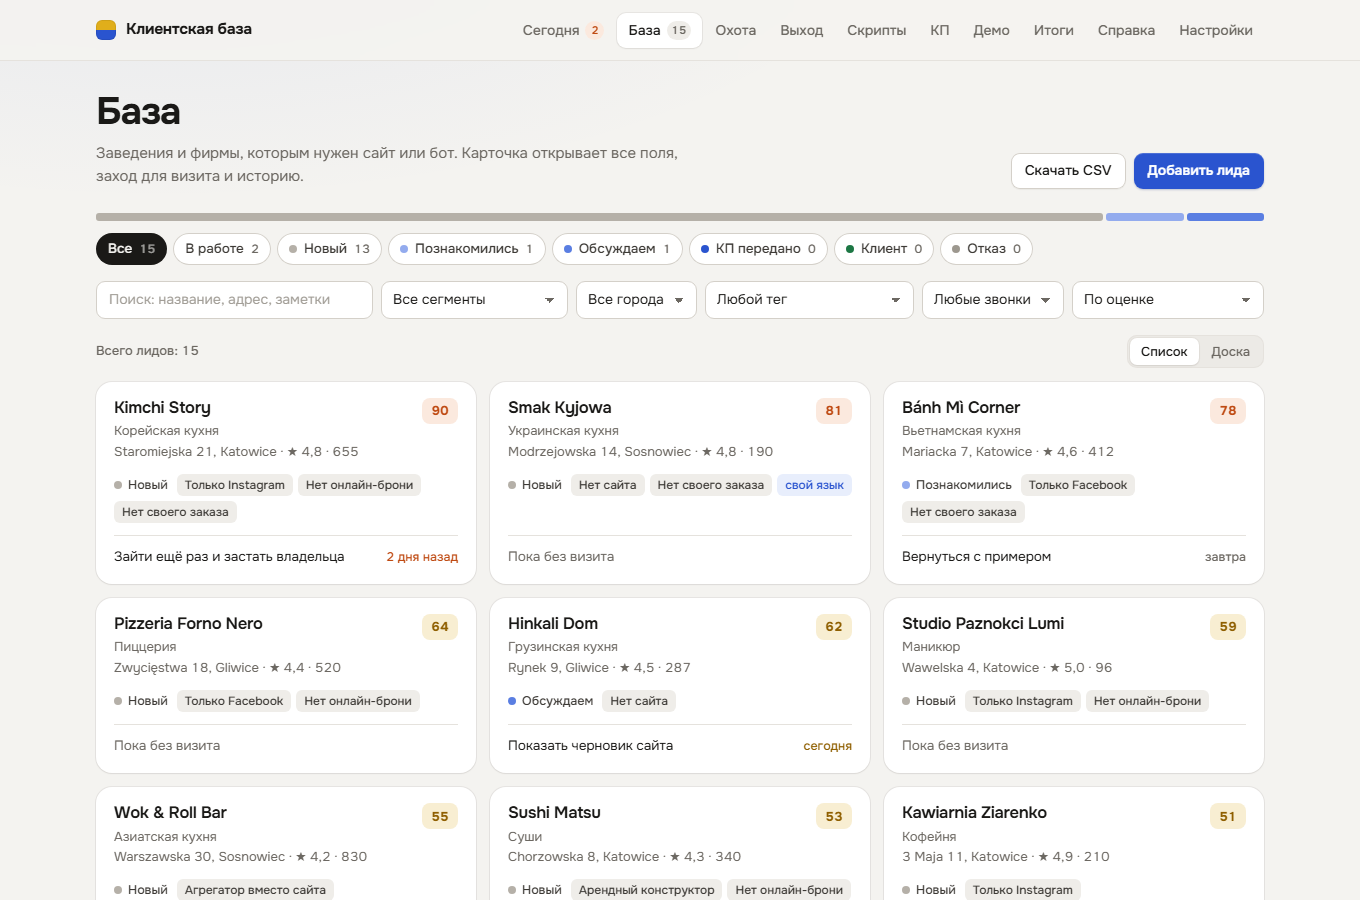 Клиентская база
Сегодня 2 База 15 Охота Выход Скрипты КП Демо Итоги Справка Настройки
База
Заведения и фирмы, которым нужен сайт или бот. Карточка открывает все поля,
заход для визита и историю.
Скачать CSV Добавить лида
Все 15 В работе 2 Новый 13 Познакомились 1 Обсуждаем 1 КП передано 0 Клиент 0 Отказ 0
Поиск: название, адрес, заметки Все сегменты Все города Любой тег Любые звонки По оценке
Всего лидов: 15
Список Доска
Kimchi Story 90
Корейская кухня
Staromiejska 21, Katowice · ★ 4,8 · 655
Новый Только Instagram Нет онлайн-брони
Нет своего заказа
Зайти ещё раз и застать владельца 2 дня назад
Smak Kyjowa 81
Украинская кухня
Modrzejowska 14, Sosnowiec · ★ 4,8 · 190
Новый Нет сайта Нет своего заказа свой язык
Пока без визита
Bánh Mì Corner 78
Вьетнамская кухня
Mariacka 7, Katowice · ★ 4,6 · 412
Познакомились Только Facebook
Нет своего заказа
Вернуться с примером завтра
Pizzeria Forno Nero 64
Пиццерия
Zwycięstwa 18, Gliwice · ★ 4,4 · 520
Новый Только Facebook Нет онлайн-брони
Пока без визита
Hinkali Dom 62
Грузинская кухня
Rynek 9, Gliwice · ★ 4,5 · 287
Обсуждаем Нет сайта
Показать черновик сайта сегодня
Studio Paznokci Lumi 59
Маникюр
Wawelska 4, Katowice · ★ 5,0 · 96
Новый Только Instagram Нет онлайн-брони
Пока без визита
Wok & Roll Bar 55
Азиатская кухня
Warszawska 30, Sosnowiec · ★ 4,2 · 830
Новый Агрегатор вместо сайта
Sushi Matsu 53
Суши
Chorzowska 8, Katowice · ★ 4,3 · 340
Новый Арендный конструктор Нет онлайн-брони
Kawiarnia Ziarenko 51
Кофейня
3 Maja 11, Katowice · ★ 4,9 · 210
Новый Только Instagram